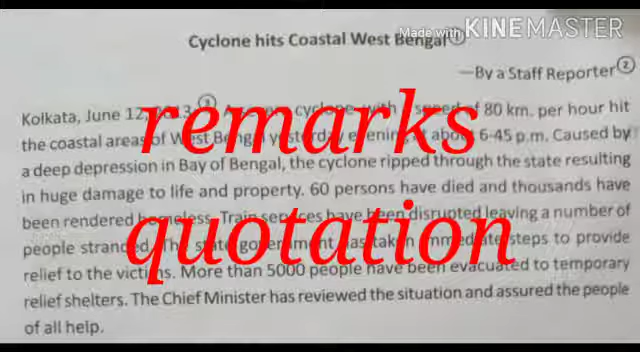 Made with KINEMASTER
Cyclone hits Coastal West Bengal ①
—By a Staff Reporter ②
Kolkata, June 12, ③ cyclone with speed of 80 km. per hour hit
the coastal areas of West Bengal yesterday evening at about 6-45 p.m. Caused by
a deep depression in Bay of Bengal, the cyclone ripped through the state resulting
in huge damage to life and property. 60 persons have died and thousands have
been rendered homeless. Train services have been disrupted leaving a number of
people stranded. The state government has taken immediate steps to provide
relief to the victims. More than 5000 people have been evacuated to temporary
relief shelters. The Chief Minister has reviewed the situation and assured the people
of all help.
remarks
quotation